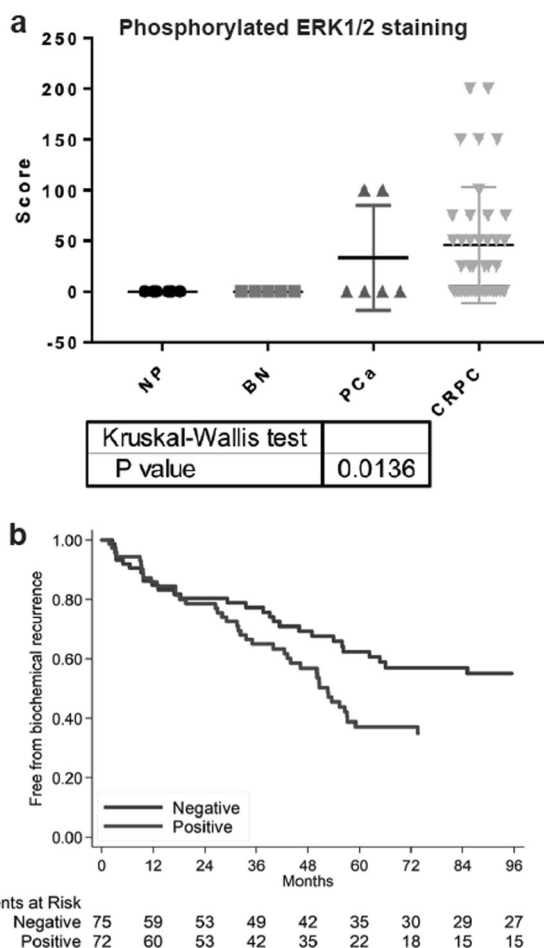 a
Phosphorylated ERK1/2 staining
250
200
150
100
50
0
-50
Score
NP
BN
PCa
CRPC
Kruskal-Wallis test
P value 0.0136
b
1.00
0.80
0.60
0.40
0.20
0.00
Free from biochemical recurrence
Negative
Positive
0 12 24 36 48 60 72 84 96
Months
ents at Risk
Negative 75 59 53 49 42 35 30 29 27
Positive 72 60 53 42 35 22 18 15 15